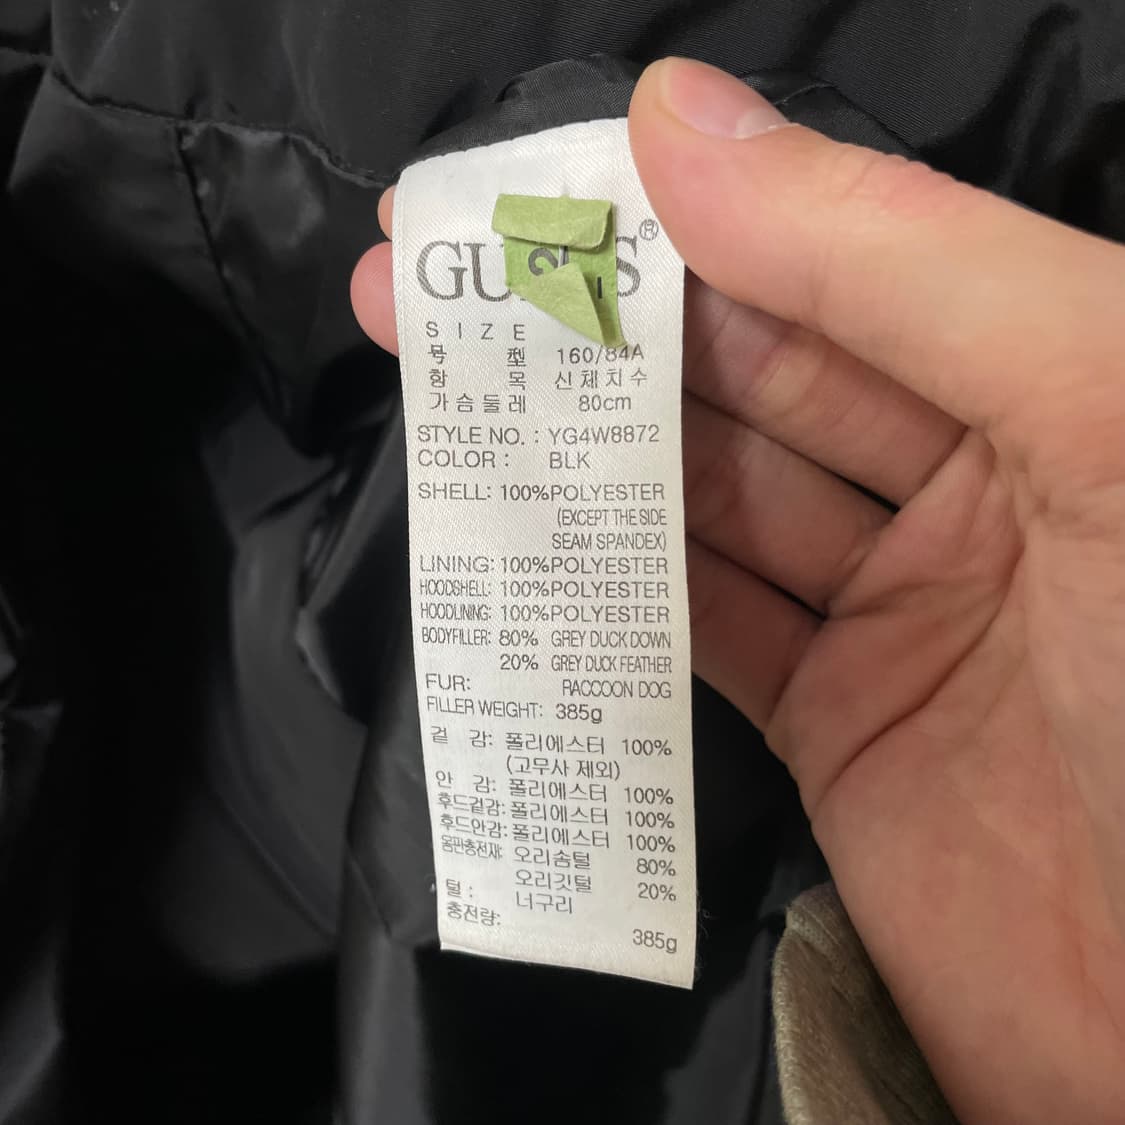 GU S®
2
SIZE
号 型 160/84A
항 목 신체치수
가슴둘레 80cm
STYLE NO. : YG4W8872
COLOR : BLK
SHELL: 100%POLYESTER
(EXCEPT THE SIDE
SEAM SPANDEX)
LINING: 100%POLYESTER
HOODSHELL: 100%POLYESTER
HOODLINING: 100%POLYESTER
BODYFILLER: 80% GREY DUCK DOWN
20% GREY DUCK FEATHER
FUR: RACCOON DOG
FILLER WEIGHT: 385g
겉 감: 폴리에스터 100%
(고무사 제외)
안 감: 폴리에스터 100%
후드겉감: 폴리에스터 100%
후드안감: 폴리에스터 100%
몸판충전재: 오리솜털 80%
오리깃털 20%
털 : 너구리
충전량: 385g